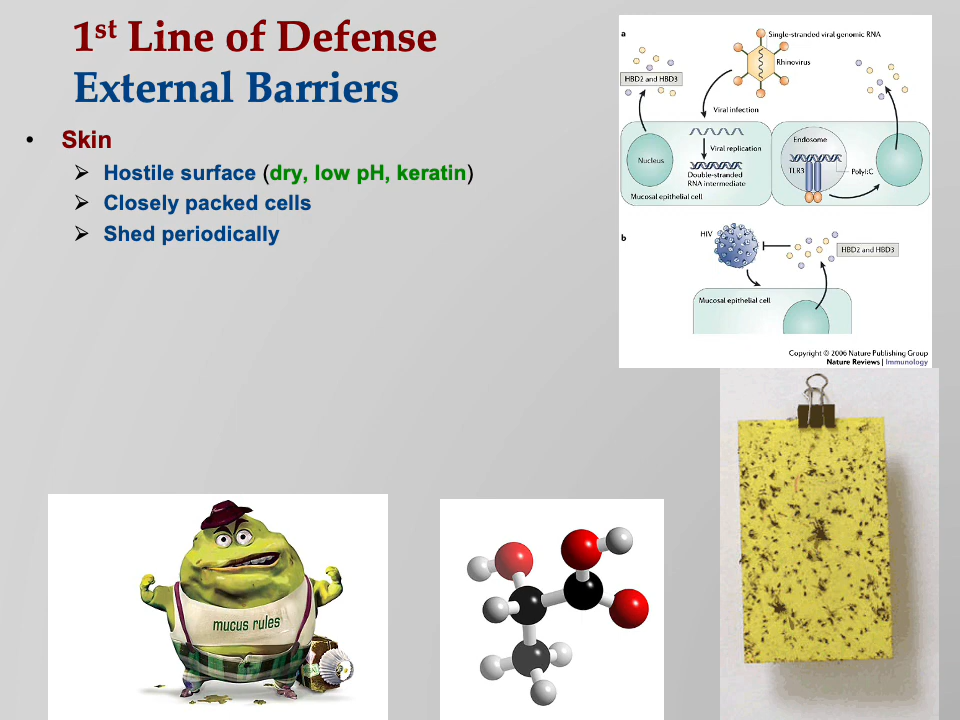 1st Line of Defense
External Barriers
• Skin
➢ Hostile surface (dry, low pH, keratin)
➢ Closely packed cells
➢ Shed periodically
a
Single-stranded viral genomic RNA
Rhinovirus
HBD2 and HBD3
Viral infection
Nucleus
Viral replication
Double-stranded
RNA intermediate
Mucosal epithelial cell
Endosome
TLR3
PolyI:C
b
HIV
HBD2 and HBD3
Mucosal epithelial cell
Copyright © 2006 Nature Publishing Group
Nature Reviews | Immunology
mucus rules